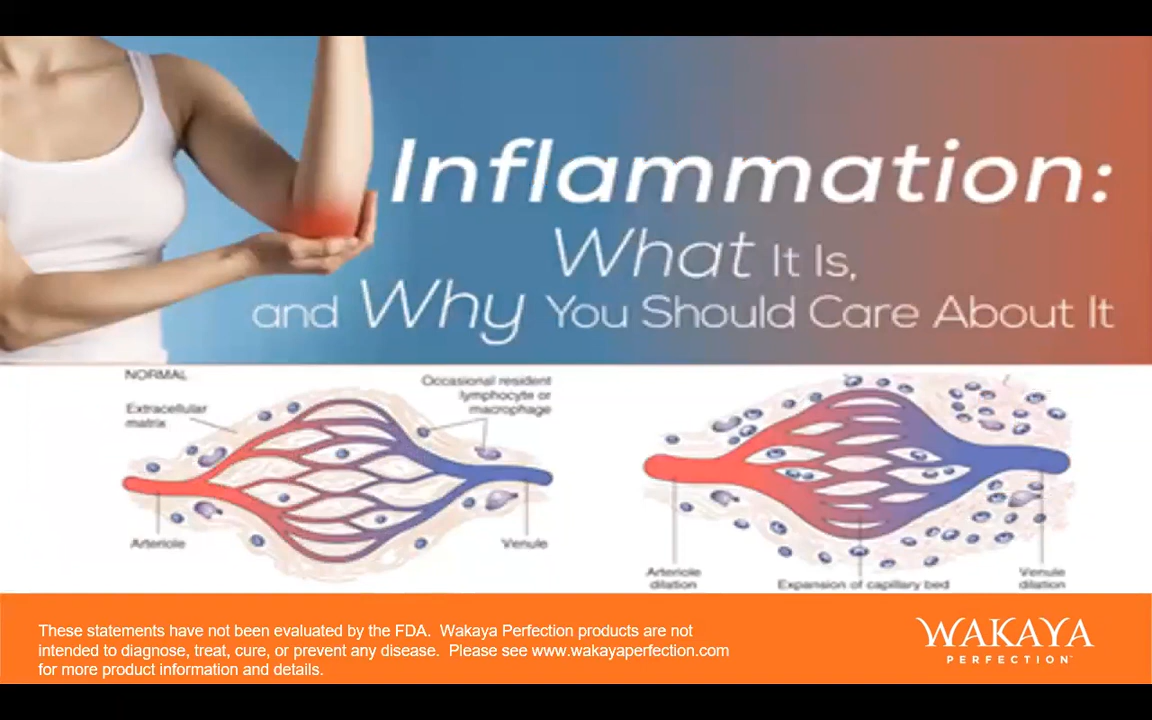 Inflammation:
What It Is,
and Why You Should Care About It
NORMAL
Extracellular
matrix
Occasional resident
lymphocyte or
macrophage
Arteriole
Venule
Arteriole
dilation
Expansion of capillary bed
Venule
dilation
These statements have not been evaluated by the FDA. Wakaya Perfection products are not
intended to diagnose, treat, cure, or prevent any disease. Please see www.wakayaperfection.com
for more product information and details.
WAKAYA
PERFECTION™